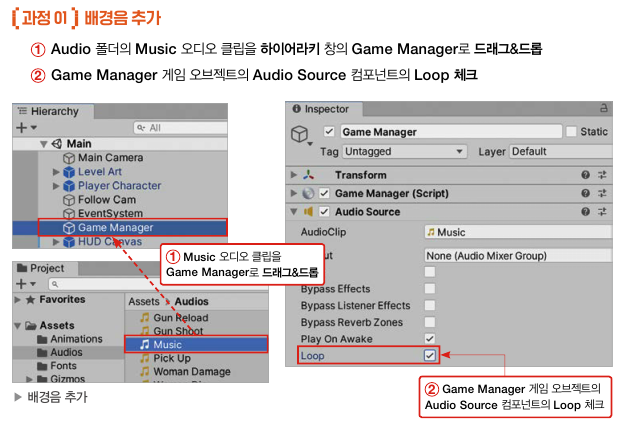 과정 01 배경음 추가
① Audio 폴더의 Music 오디오 클립을 하이어라키 창의 Game Manager로 드래그&드롭
② Game Manager 게임 오브젝트의 Audio Source 컴포넌트의 Loop 체크
Hierarchy
All
Main
Main Camera
Level Art
Player Character
Follow Cam
EventSystem
Game Manager
HUD Canvas
① Music 오디오 클립을
Game Manager로 드래그&드롭
Project
Favorites
Assets
Animations
Audios
Fonts
Gizmos
Assets Audios
Gun Reload
Gun Shoot
Music
Pick Up
Woman Damage
▶ 배경음 추가
Inspector
Game Manager Static
Tag Untagged Layer Default
Transform
Game Manager (Script)
Audio Source
AudioClip Music
None (Audio Mixer Group)
Bypass Effects
Bypass Listener Effects
Bypass Reverb Zones
Play On Awake
Loop
② Game Manager 게임 오브젝트의
Audio Source 컴포넌트의 Loop 체크